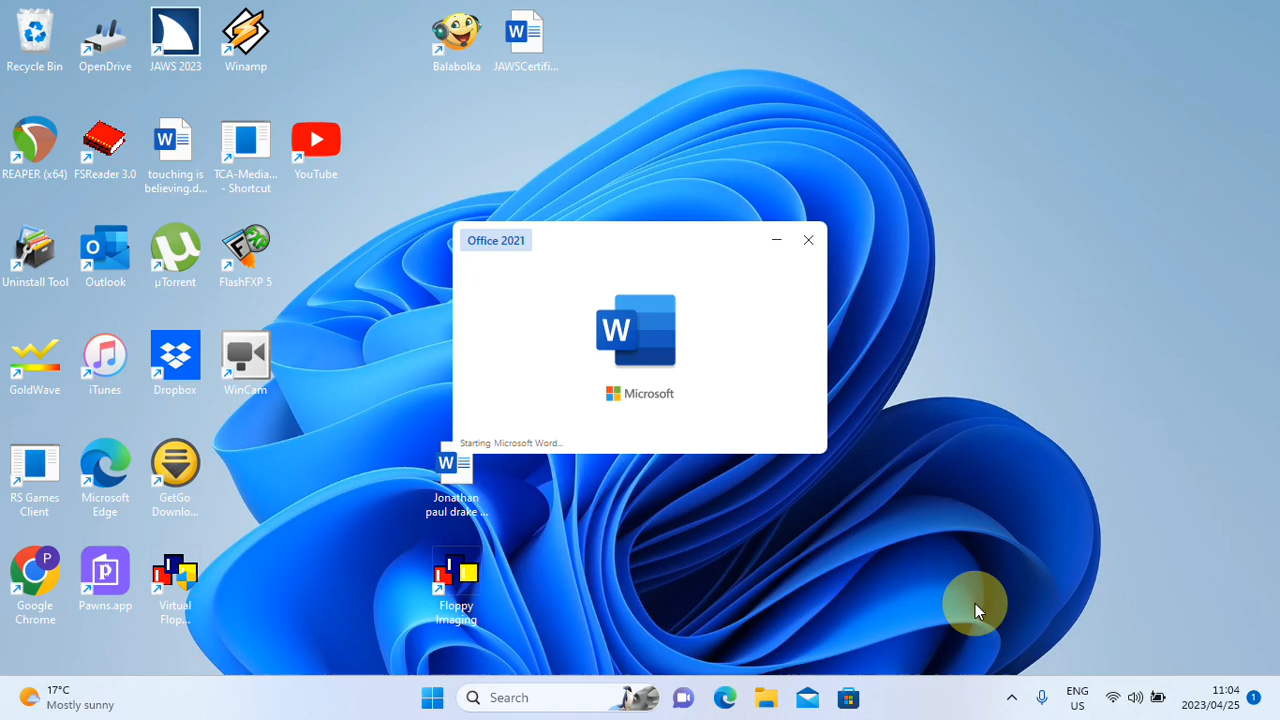 Recycle Bin
OpenDrive
JAWS 2023
Winamp
Balabolka
JAWSCertifi...
REAPER (x64)
FSReader 3.0
touching is
believing.d...
TCA-Media...
- Shortcut
YouTube
Uninstall Tool
Outlook
µTorrent
FlashFXP 5
Office 2021
W
Microsoft
Starting Microsoft Word...
GoldWave
iTunes
Dropbox
WinCam
RS Games
Client
Microsoft
Edge
GetGo
Downlo...
Jonathan
paul drake ...
Google
Chrome
Pawns.app
Virtual
Flop...
Floppy
Imaging
17°C
Mostly sunny
Search
ENG
US
11:04
2023/04/25
1